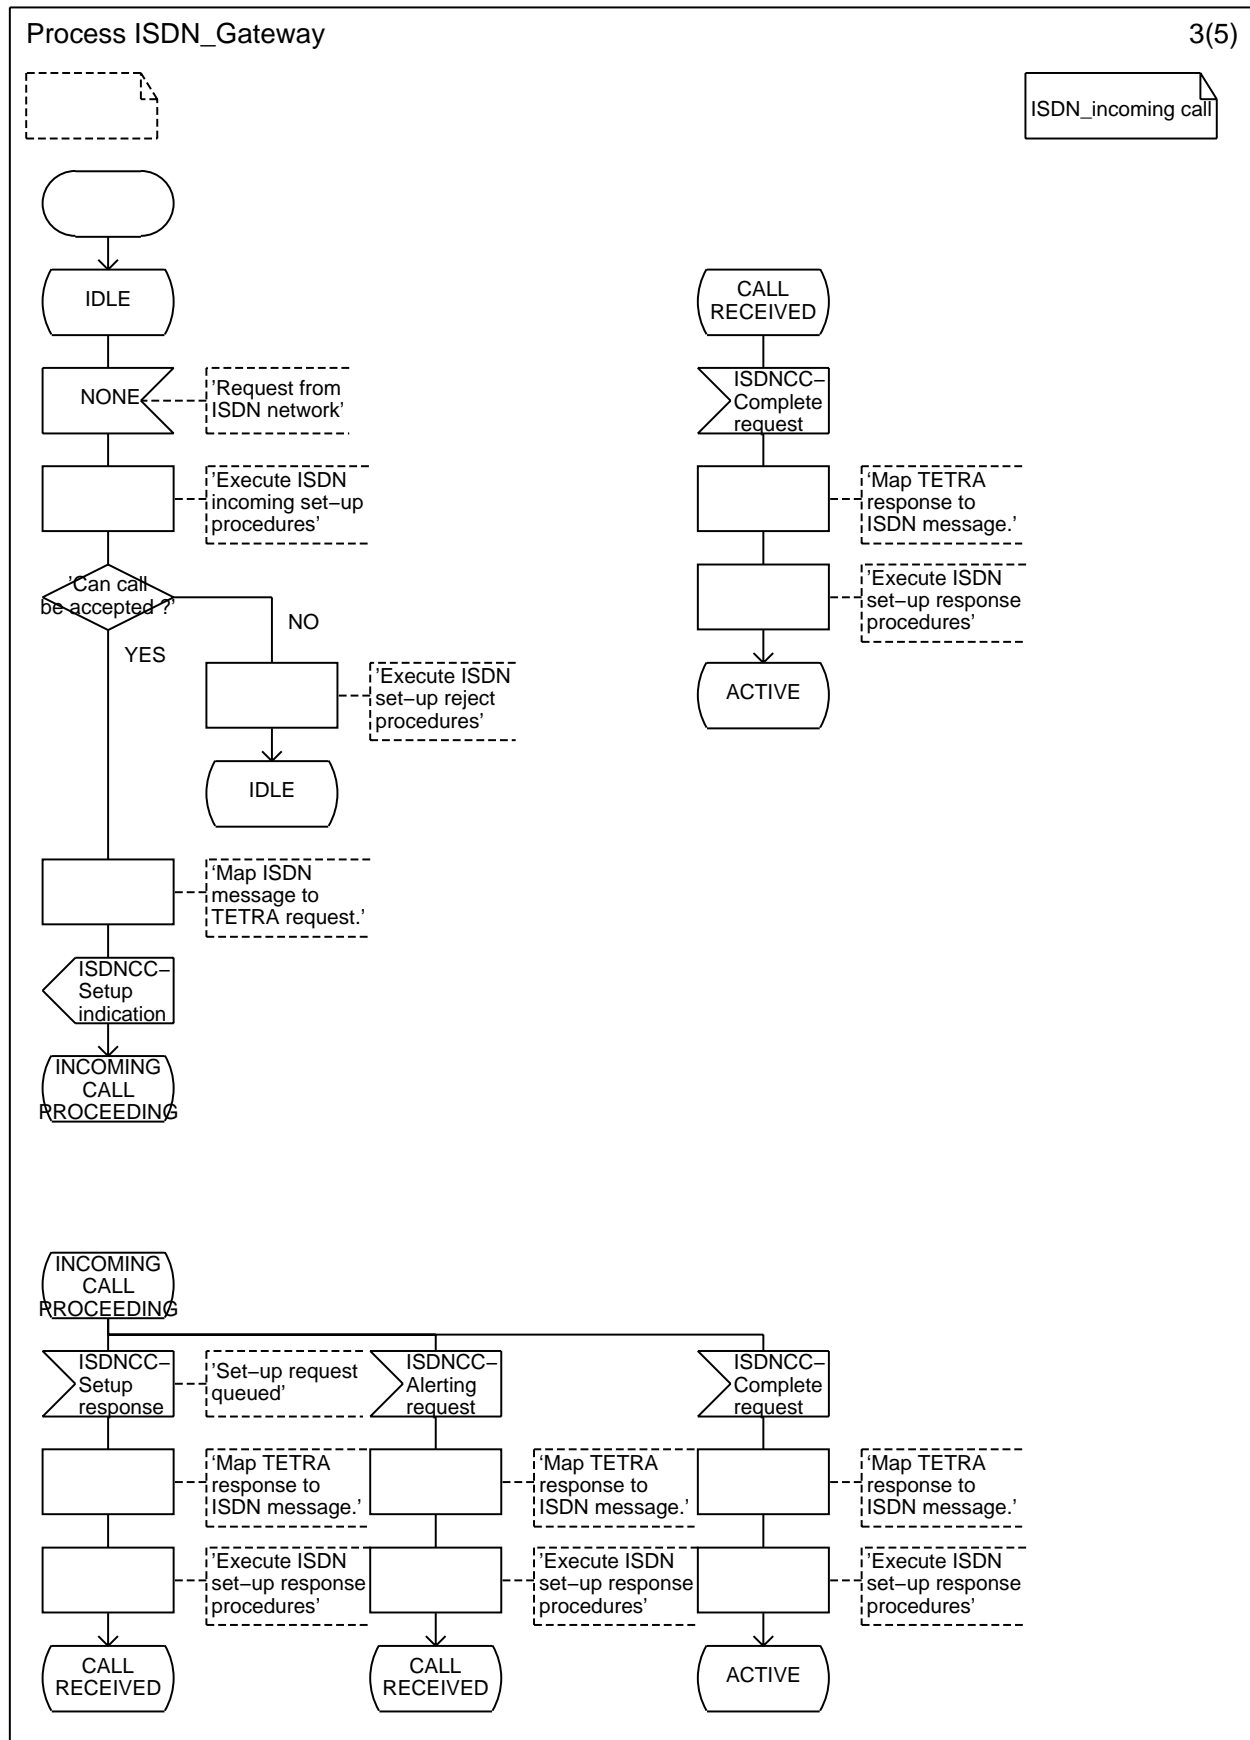 Process ISDN_Gateway
3(5)
ISDN_incoming call
IDLE
NONE
’Request from
ISDN network’
’Execute ISDN
incoming set−up
procedures’
’Can call
be accepted ?’
NO
YES
’Execute ISDN
set−up reject
procedures’
IDLE
‘Map ISDN
message to
TETRA request.’
ISDNCC−
Setup
indication
INCOMING
CALL
PROCEEDING
CALL
RECEIVED
ISDNCC−
Complete
request
‘Map TETRA
response to
ISDN message.’
’Execute ISDN
set−up response
procedures’
ACTIVE
INCOMING
CALL
PROCEEDING
ISDNCC−
Setup
response
’Set−up request
queued’
‘Map TETRA
response to
ISDN message.’
’Execute ISDN
set−up response
procedures’
CALL
RECEIVED
ISDNCC−
Alerting
request
‘Map TETRA
response to
ISDN message.’
’Execute ISDN
set−up response
procedures’
CALL
RECEIVED
ISDNCC−
Complete
request
‘Map TETRA
response to
ISDN message.’
’Execute ISDN
set−up response
procedures’
ACTIVE